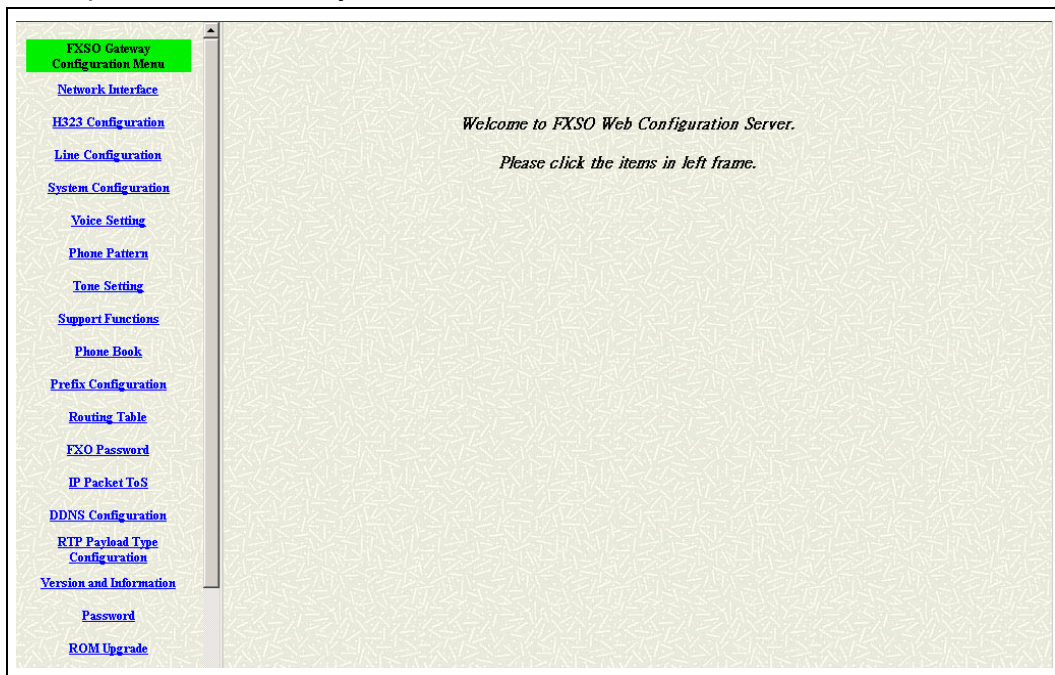 FXSO Gateway
Configuration Menu
Network Interface
H323 Configuration
Line Configuration
System Configuration
Voice Setting
Phone Pattern
Tone Setting
Support Functions
Phone Book
Prefix Configuration
Routing Table
FXO Password
IP Packet ToS
DDNS Configuration
RTP Payload Type
Configuration
Version and Information
Password
ROM Upgrade
Welcome to FXSO Web Configuration Server.
Please click the items in left frame.